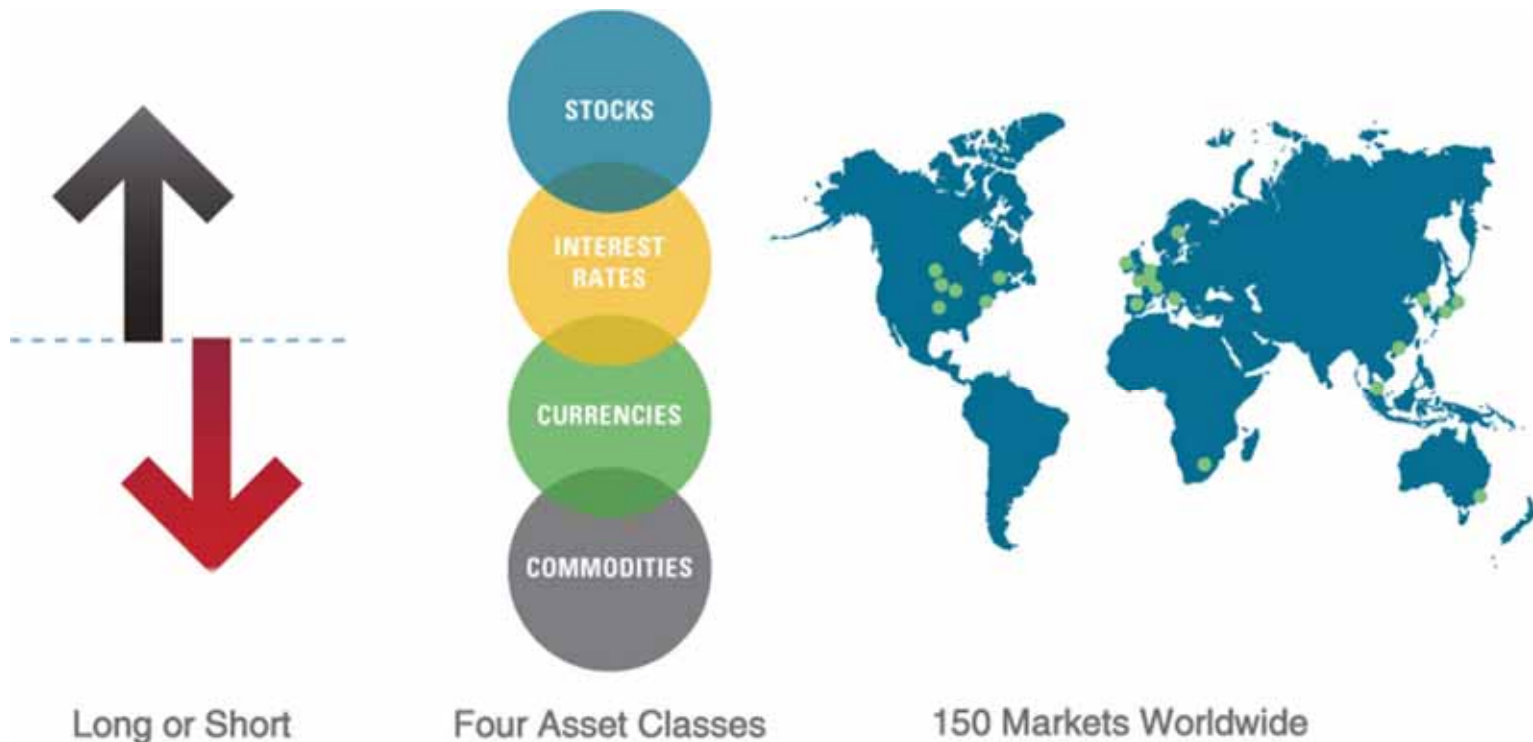 STOCKS
INTEREST
RATES
CURRENCIES
COMMODITIES
Long or Short
Four Asset Classes
150 Markets Worldwide